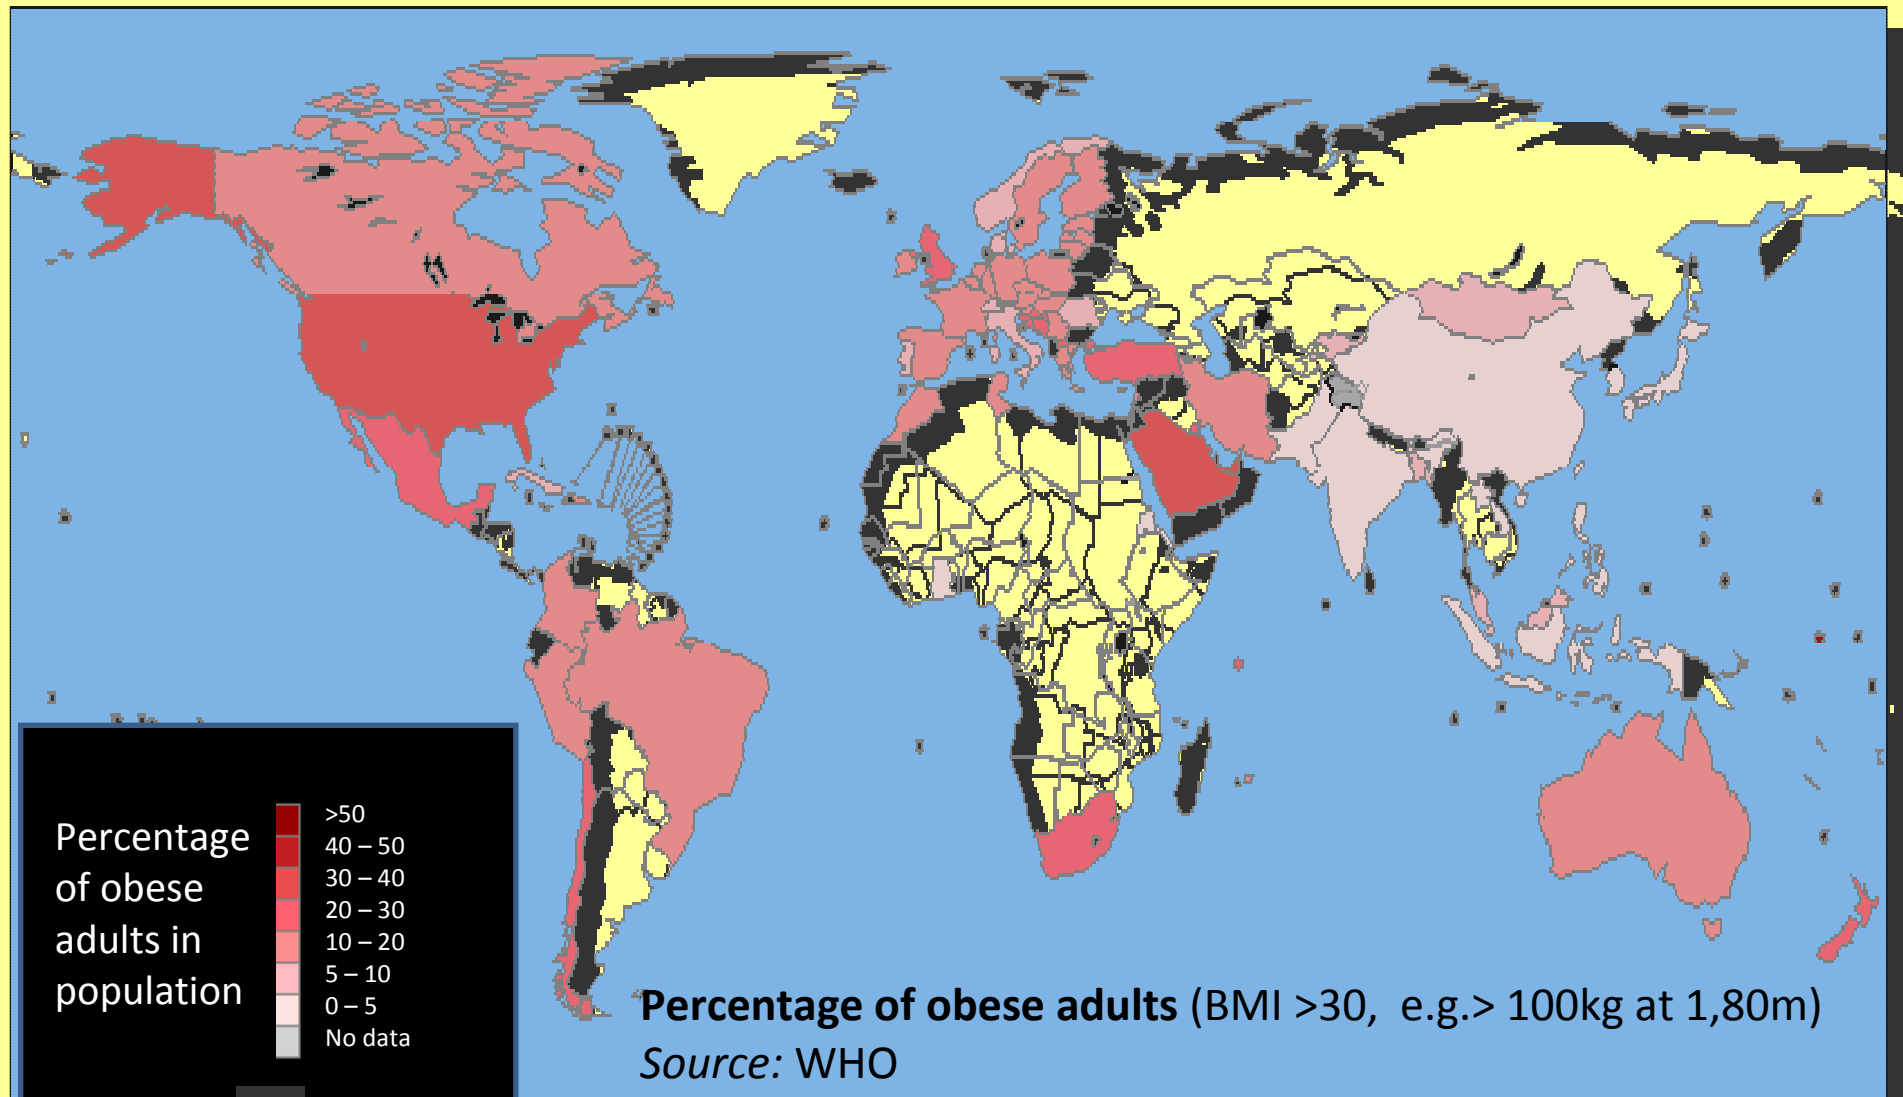 Percentage
of obese
adults in
population
>50
40 – 50
30 – 40
20 – 30
10 – 20
5 – 10
0 – 5
No data
Percentage of obese adults (BMI >30,  e.g.> 100kg at 1,80m)
Source: WHO